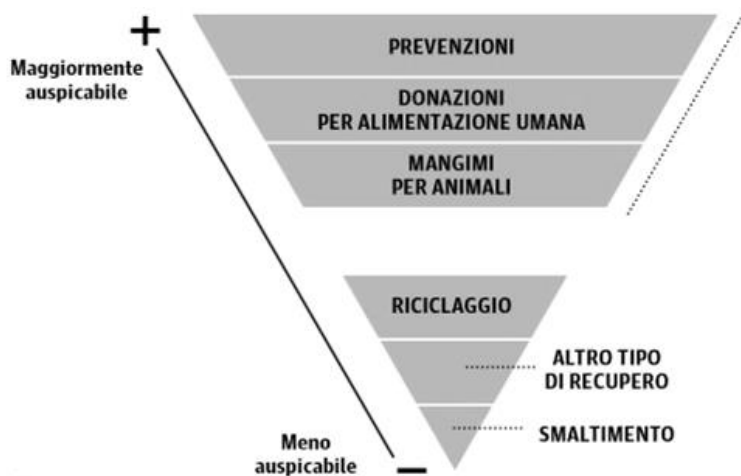 +
Maggiormente
auspicabile
PREVENZIONI
DONAZIONI
PER ALIMENTAZIONE UMANA
MANGIMI
PER ANIMALI
RICICLAGGIO
ALTRO TIPO
DI RECUPERO
SMALTIMENTO
Meno
auspicabile
−